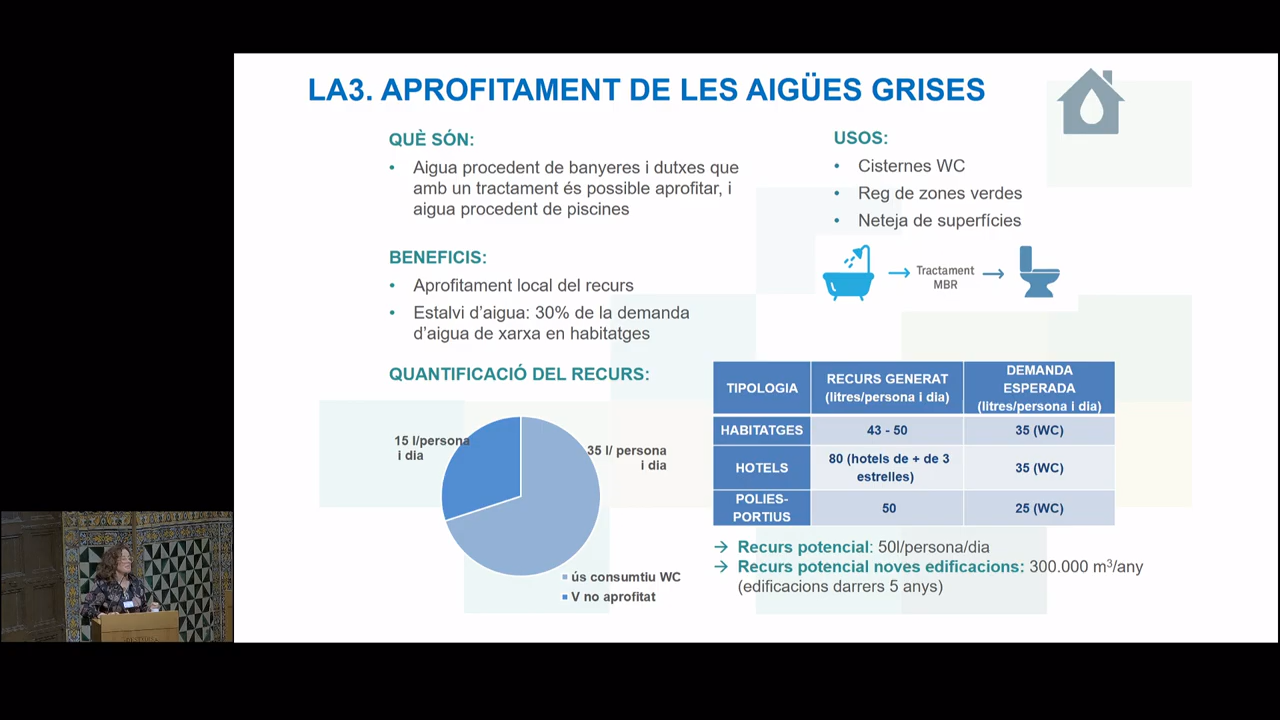 LA3. APROFITAMENT DE LES AIGÜES GRISES
QUÈ SÓN:
• Aigua procedent de banyeres i dutxes que
amb un tractament és possible aprofitar, i
aigua procedent de piscines
BENEFICIS:
• Aprofitament local del recurs
• Estalvi d'aigua: 30% de la demanda
d'aigua de xarxa en habitatges
USOS:
• Cisternes WC
• Reg de zones verdes
• Neteja de superfícies
Tractament
MBR
QUANTIFICACIÓ DEL RECURS:
15 l/persona
i dia
35 l/ persona
i dia
ús consumtiu WC
V no aprofitat
TIPOLOGIA
RECURS GENERAT
(litres/persona i dia)
DEMANDA
ESPERADA
(litres/persona i dia)
HABITATGES
43 - 50
35 (WC)
HOTELS
80 (hotels de + de 3
estrelles)
35 (WC)
POLIES-
PORTIUS
50
25 (WC)
→ Recurs potencial: 50l/persona/dia
→ Recurs potencial noves edificacions: 300.000 m³/any
(edificacions darrers 5 anys)